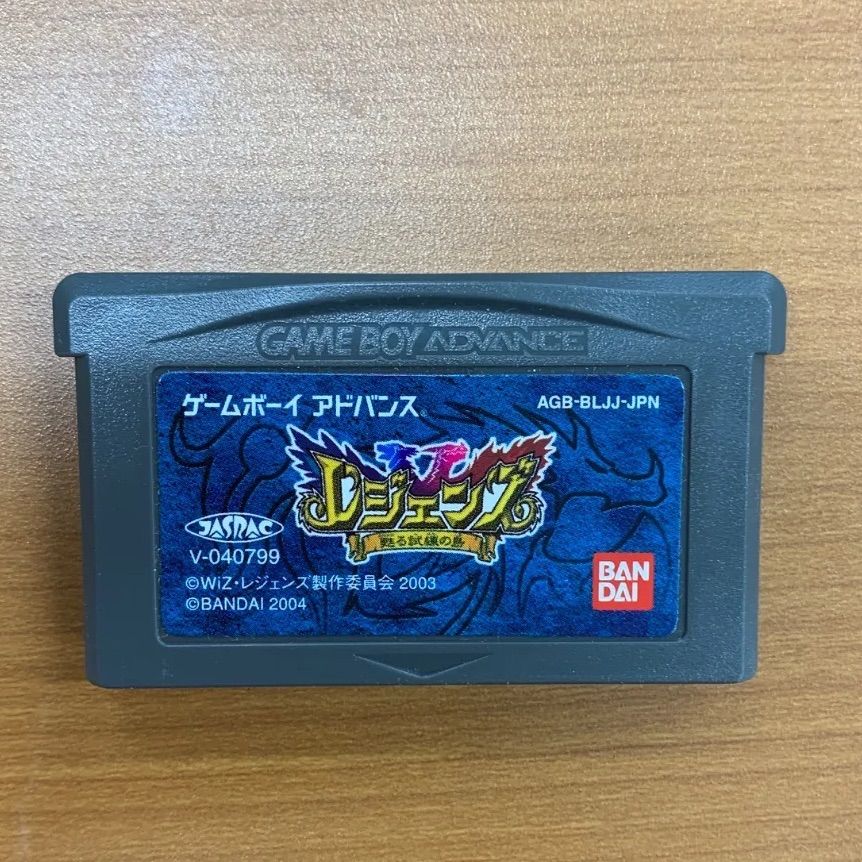 GAME BOY ADVANCE
ゲームボーイ アドバンス®
AGB-BLJJ-JPN
レジェンズ
甦る試練の島
JASRAC
V-040799
©WiZ・レジェンズ製作委員会 2003
©BANDAI 2004
BAN
DAI